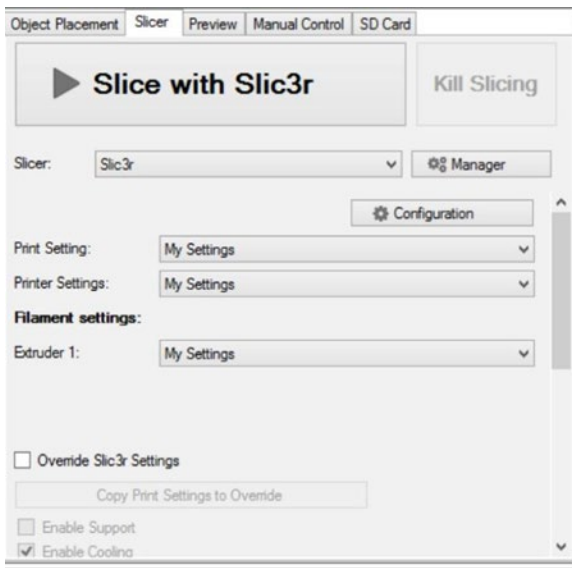 Object Placement Slicer Preview Manual Control SD Card
Slice with Slic3r Kill Slicing
Slicer: Slic3r Manager
Configuration
Print Setting: My Settings
Printer Settings: My Settings
Filament settings:
Extruder 1: My Settings
Override Slic3r Settings
Copy Print Settings to Override
Enable Support
Enable Cooling